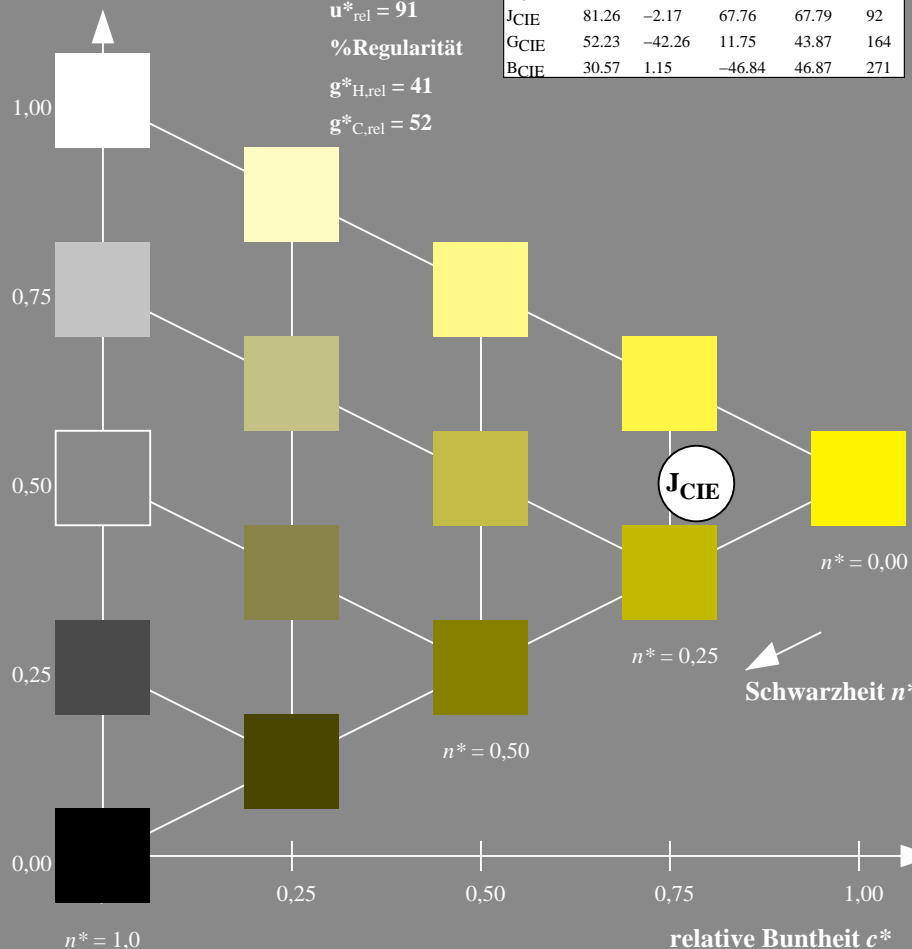 u*rel = 91
%Regularität
g*H,rel = 41
g*C,rel = 52
JCIE 81.26 −2.17 67.76 67.79 92
GCIE 52.23 −42.26 11.75 43.87 164
BCIE 30.57 1.15 −46.84 46.87 271
1,00
0,75
0,50
0,25
0,00
JCIE
n* = 0,00
n* = 0,25
Schwarzheit n*
n* = 0,50
0,25 0,50 0,75 1,00
n* = 1,0
relative Buntheit c*